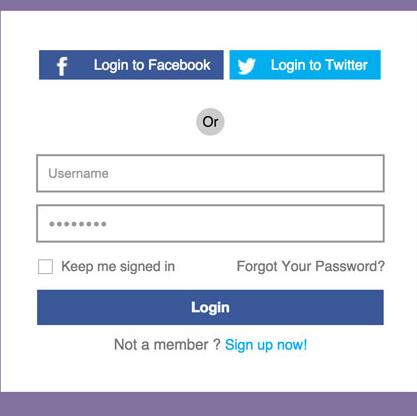 f Login to Facebook Login to Twitter
Or
Username
••••••••
Keep me signed in Forgot Your Password?
Login
Not a member ? Sign up now!